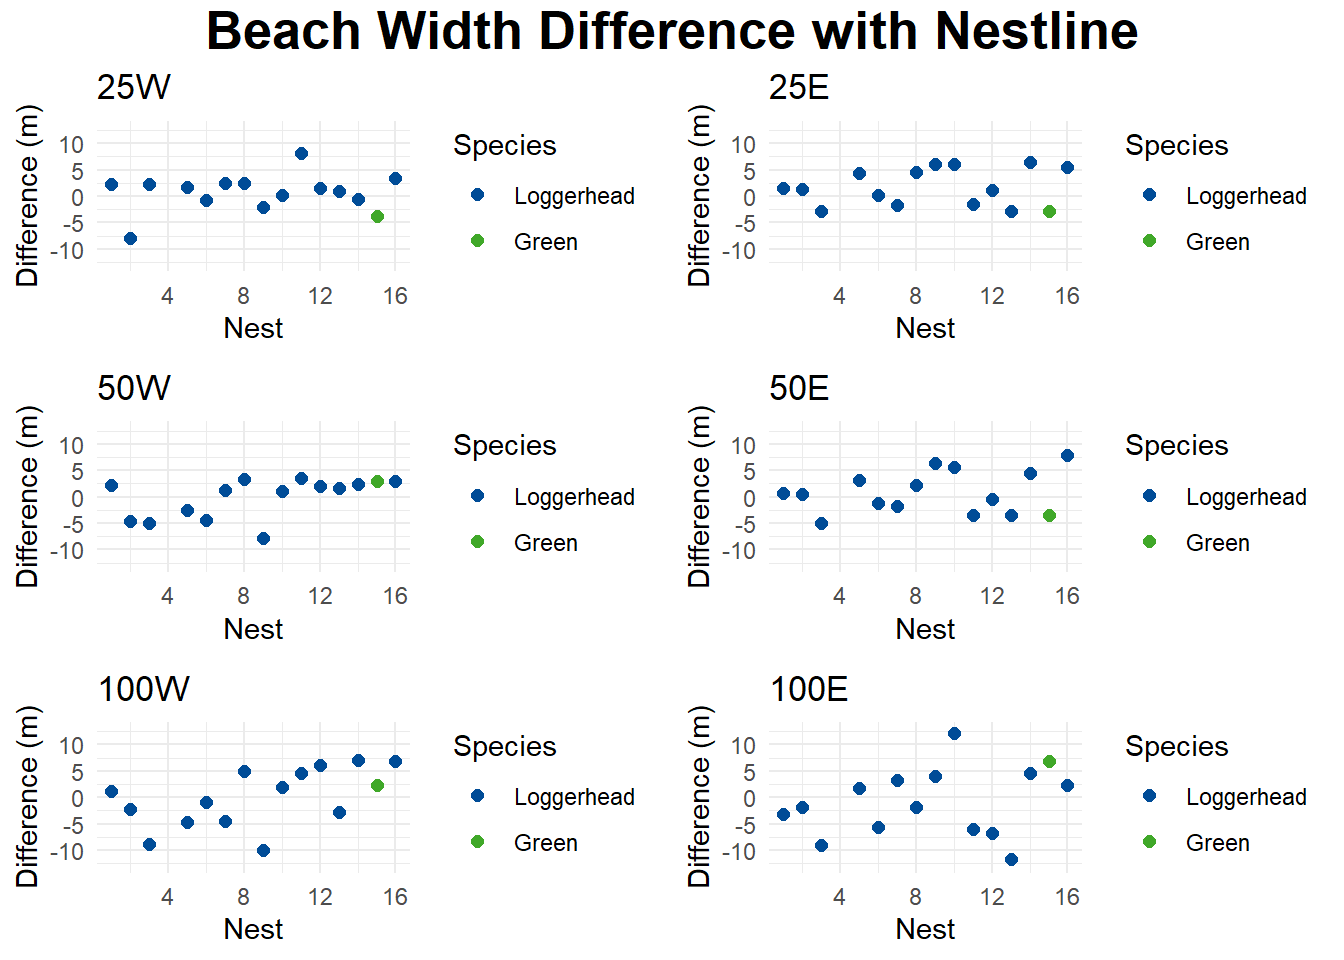 Beach Width Difference with Nestline
25W
Difference (m)
10
5
0
-5
-10
4 8 12 16
Nest
Species
Loggerhead
Green
25E
Difference (m)
10
5
0
-5
-10
4 8 12 16
Nest
Species
Loggerhead
Green
50W
Difference (m)
10
5
0
-5
-10
4 8 12 16
Nest
Species
Loggerhead
Green
50E
Difference (m)
10
5
0
-5
-10
4 8 12 16
Nest
Species
Loggerhead
Green
100W
Difference (m)
10
5
0
-5
-10
4 8 12 16
Nest
Species
Loggerhead
Green
100E
Difference (m)
10
5
0
-5
-10
4 8 12 16
Nest
Species
Loggerhead
Green